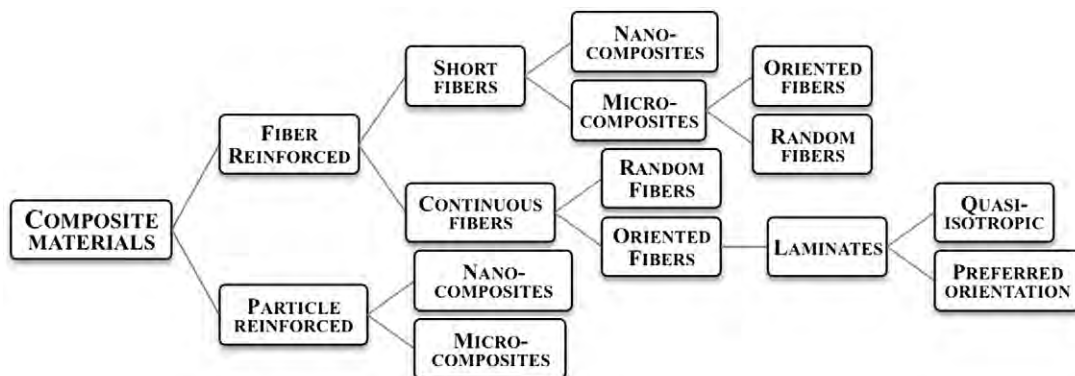 NANO-
COMPOSITES
SHORT
FIBERS
ORIENTED
FIBERS
MICRO-
COMPOSITES
FIBER
REINFORCED
RANDOM
FIBERS
RANDOM
FIBERS
CONTINUOUS
FIBERS
QUASI-
ISOTROPIC
COMPOSITE
MATERIALS
ORIENTED
FIBERS
LAMINATES
NANO-
COMPOSITES
PREFERRED
ORIENTATION
PARTICLE
REINFORCED
MICRO-
COMPOSITES